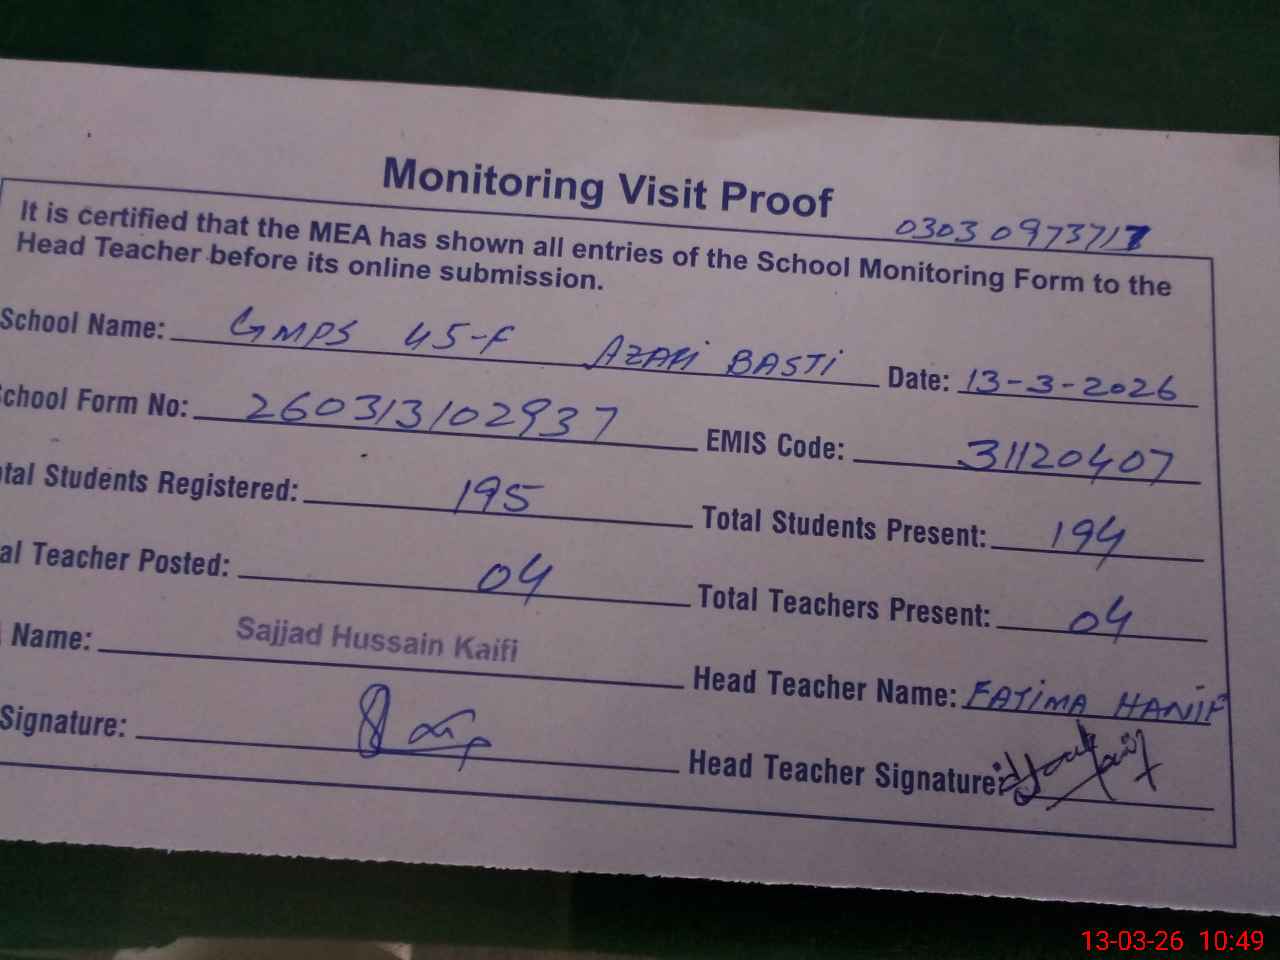 Monitoring Visit Proof
03030973717
It is certified that the MEA has shown all entries of the School Monitoring Form to the
Head Teacher before its online submission.
School Name: GMPS 45-F AZAFI BASTI Date: 13-3-2026
School Form No: 260313102937 EMIS Code: 31120407
tal Students Registered: 195 Total Students Present: 194
al Teacher Posted: 04 Total Teachers Present: 04
Name: Sajjad Hussain Kaifi Head Teacher Name: FATIMA HANIF
Signature: Head Teacher Signature:
13-03-26 10:49